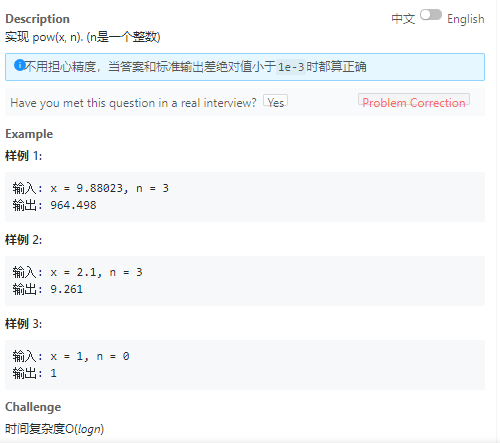 Description
中文 English
实现 pow(x, n). (n是一个整数)
不用担心精度，当答案和标准输出差绝对值小于1e-3时都算正确
Have you met this question in a real interview? Yes Problem Correction
Example
样例 1:
输入: x = 9.88023, n = 3
输出: 964.498
样例 2:
输入: x = 2.1, n = 3
输出: 9.261
样例 3:
输入: x = 1, n = 0
输出: 1
Challenge
时间复杂度O(logn)